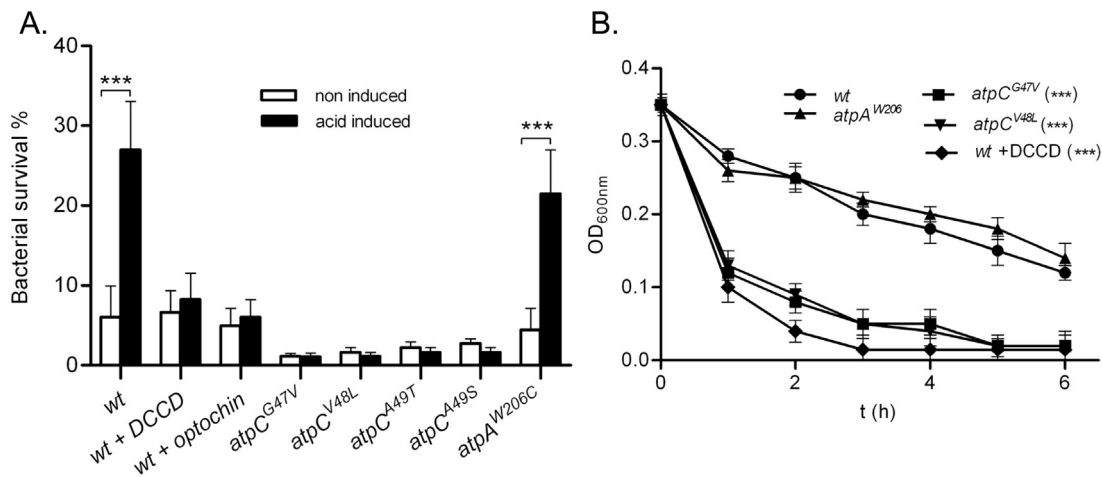 A.
Bacterial survival %
40
30
20
10
0
***
***
non induced
acid induced
wt
wt + DCCD
wt + optochin
atpC^G47V
atpC^V48L
atpC^A49T
atpC^A49S
atpA^W206C
B.
OD600nm
0.4
0.3
0.2
0.1
0.0
wt
atpA^W206
atpC^G47V (***)
atpC^V48L (***)
wt +DCCD (***)
0 2 4 6
t (h)